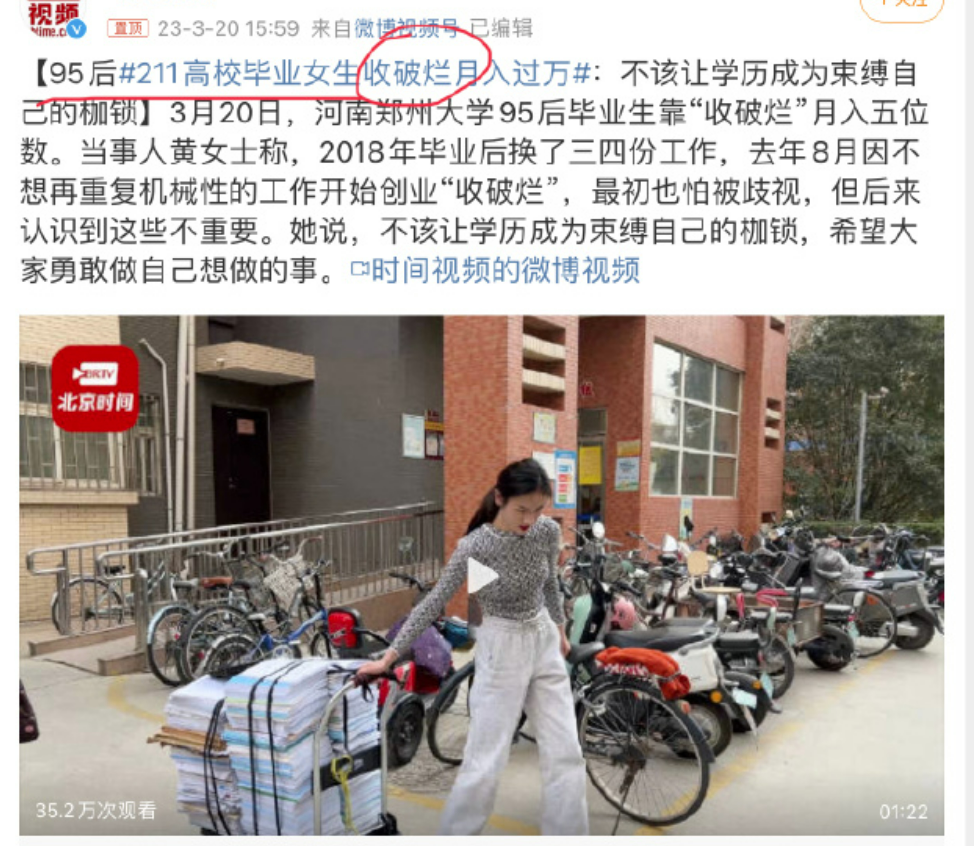 视频
置顶 23-3-20 15:59 来自微博视频号 已编辑
【95后#211高校毕业女生收破烂月入过万#：不该让学历成为束缚自
己的枷锁】3月20日，河南郑州大学95后毕业生靠“收破烂”月入五位
数。当事人黄女士称，2018年毕业后换了三四份工作，去年8月因不
想再重复机械性的工作开始创业“收破烂”，最初也怕被歧视，但后来
认识到这些不重要。她说，不该让学历成为束缚自己的枷锁，希望大
家勇敢做自己想做的事。时间视频的微博视频
BRTV
北京时间
35.2万次观看
01:22